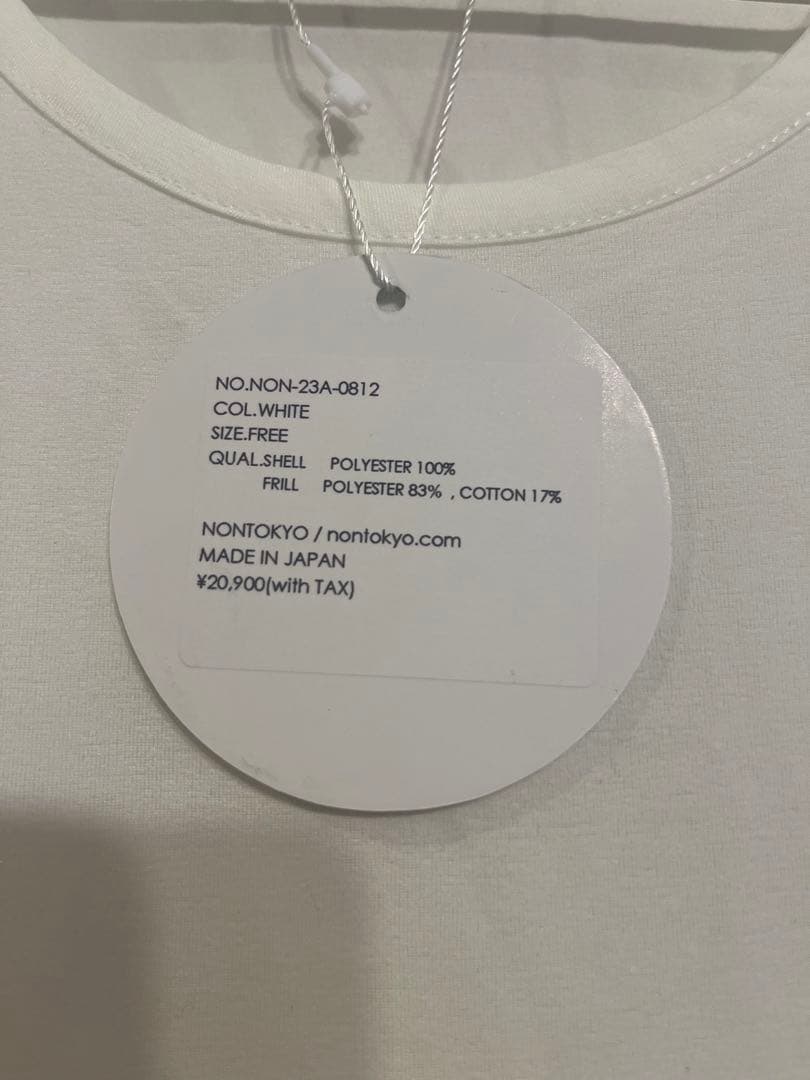 NO.NON-23A-0812
COL.WHITE
SIZE.FREE
QUAL.SHELL POLYESTER 100%
FRILL POLYESTER 83% , COTTON 17%
NONTOKYO / nontokyo.com
MADE IN JAPAN
¥20,900(with TAX)